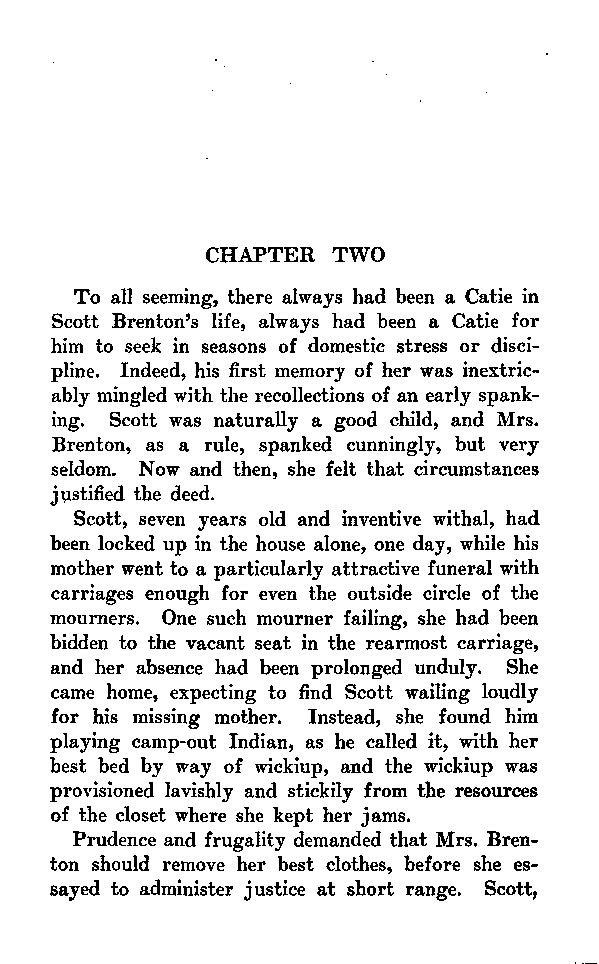 CHAPTER TWO
To all seeming, there always had been a Catie in
Scott Brenton's life, always had been a Catie for
him to seek in seasons of domestic stress or disci-
pline. Indeed, his first memory of her was inextric-
ably mingled with the recollections of an early spank-
ing. Scott was naturally a good child, and Mrs.
Brenton, as a rule, spanked cunningly, but very
seldom. Now and then, she felt that circumstances
justified the deed.
Scott, seven years old and inventive withal, had
been locked up in the house alone, one day, while his
mother went to a particularly attractive funeral with
carriages enough for even the outside circle of the
mourners. One such mourner failing, she had been
bidden to the vacant seat in the rearmost carriage,
and her absence had been prolonged unduly. She
came home, expecting to find Scott wailing loudly
for his missing mother. Instead, she found him
playing camp-out Indian, as he called it, with her
best bed by way of wickiup, and the wickiup was
provisioned lavishly and stickily from the resources
of the closet where she kept her jams.
Prudence and frugality demanded that Mrs. Bren-
ton should remove her best clothes, before she es-
sayed to administer justice at short range. Scott,